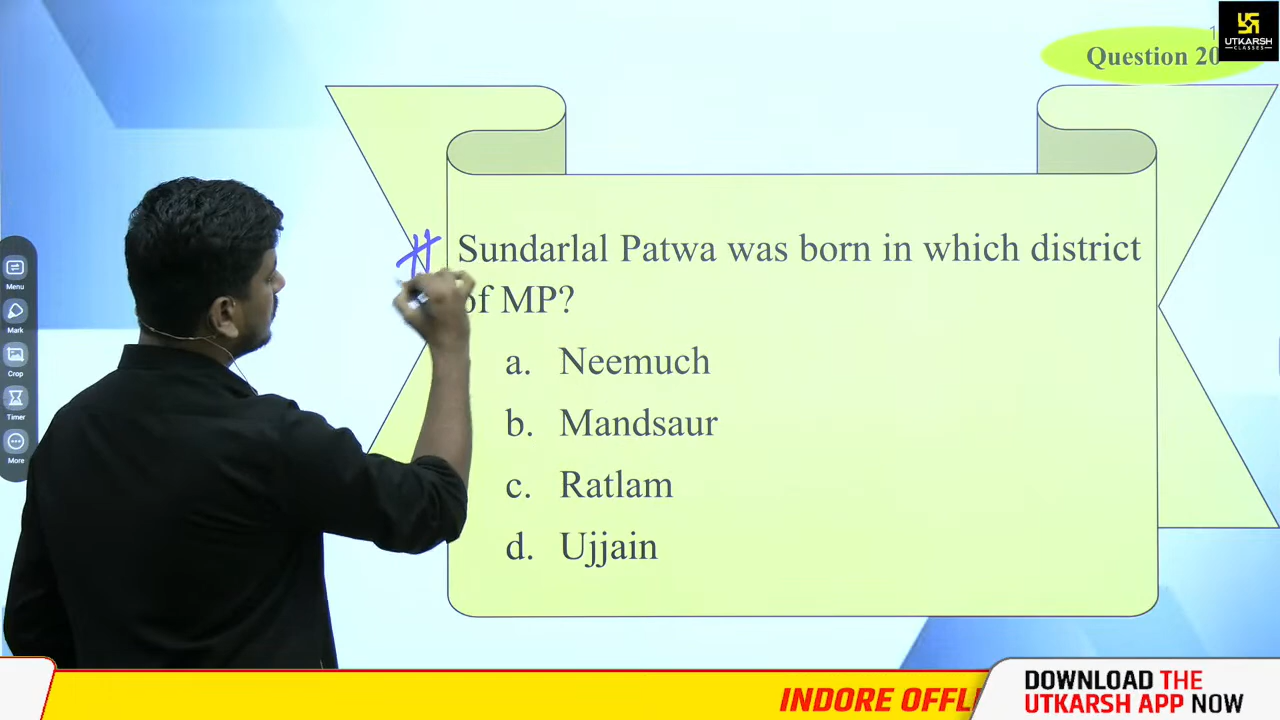 UTKARSH
CLASSES
Question 20
Sundarlal Patwa was born in which district
of MP?
a. Neemuch
b. Mandsaur
c. Ratlam
d. Ujjain
Menu
Mark
Crop
Timer
More
INDORE
DOWNLOAD THE
UTKARSH APP NOW